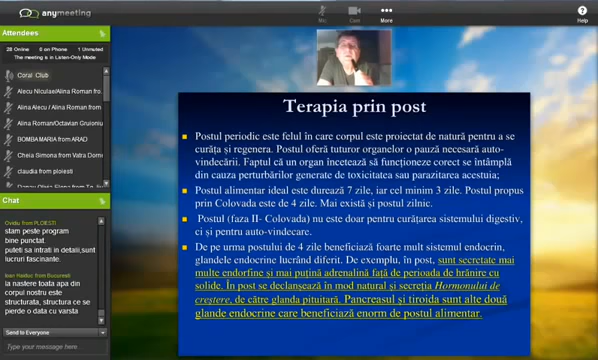 anymeeting
Mic
Cam
More
Help
Attendees
28 Online
0 on Phone
1 Unmuted
The meeting is in Listen-Only Mode
Coral Club
Alecu Niculae/Alina Roman f
Alina Alecu / Alina Roman fro
Alina Roman/Octavian Gruioniu
BOMBA MARIA from ARAD
Cheia Simona from Vatra Dorne
claudia from ploiesti
Chat
Ovidiu from PLOIESTI
stam peste program
bine punctat
puteti sa intrati in detalii,sunt
lucruri fascinante.
Ioan Haidoc from Bucuresti
la nastere toata apa din
corpul nostru este
structurata, structura ce se
perde o data cu varsta
Send to Everyone
Type your message here...
Terapia prin post
Postul periodic este felul în care corpul este proiectat de natură pentru a se
curăța și regenera. Postul oferă tuturor organelor o pauză necesară auto-
vindecării. Faptul că un organ încetează să funcționeze corect se întâmplă
din cauza perturbărilor generate de toxicitatea sau parazitarea acestuia;
Postul alimentar ideal este durează 7 zile, iar cel minim 3 zile. Postul propus
prin Colovada este de 4 zile. Mai există și postul zilnic.
Postul (faza II- Colovada) nu este doar pentru curățarea sistemului digestiv,
ci și pentru auto-vindecare.
De pe urma postului de 4 zile beneficiază foarte mult sistemul endocrin,
glandele endocrine lucrând diferit. De exemplu, în post, sunt secretate mai
multe endorfine și mai puțină adrenalină față de perioada de hrănire cu
solide. În post se declanșează în mod natural și secreția Hormonului de
creștere, de către glanda pituitară. Pancreasul și tiroida sunt alte două
glande endocrine care beneficiază enorm de postul alimentar.